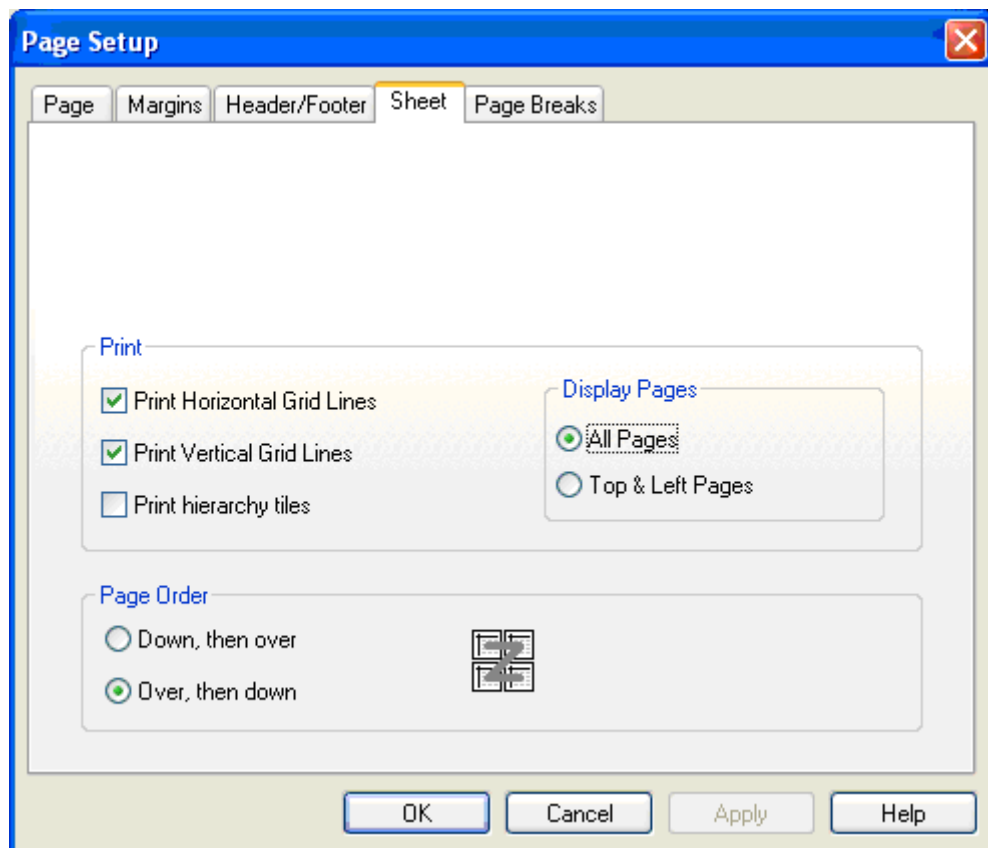 Page Setup
Page Margins Header/Footer Sheet Page Breaks
Print
Print Horizontal Grid Lines
Print Vertical Grid Lines
Print hierarchy tiles
Display Pages
All Pages
Top & Left Pages
Page Order
Down, then over
Over, then down
OK Cancel Apply Help